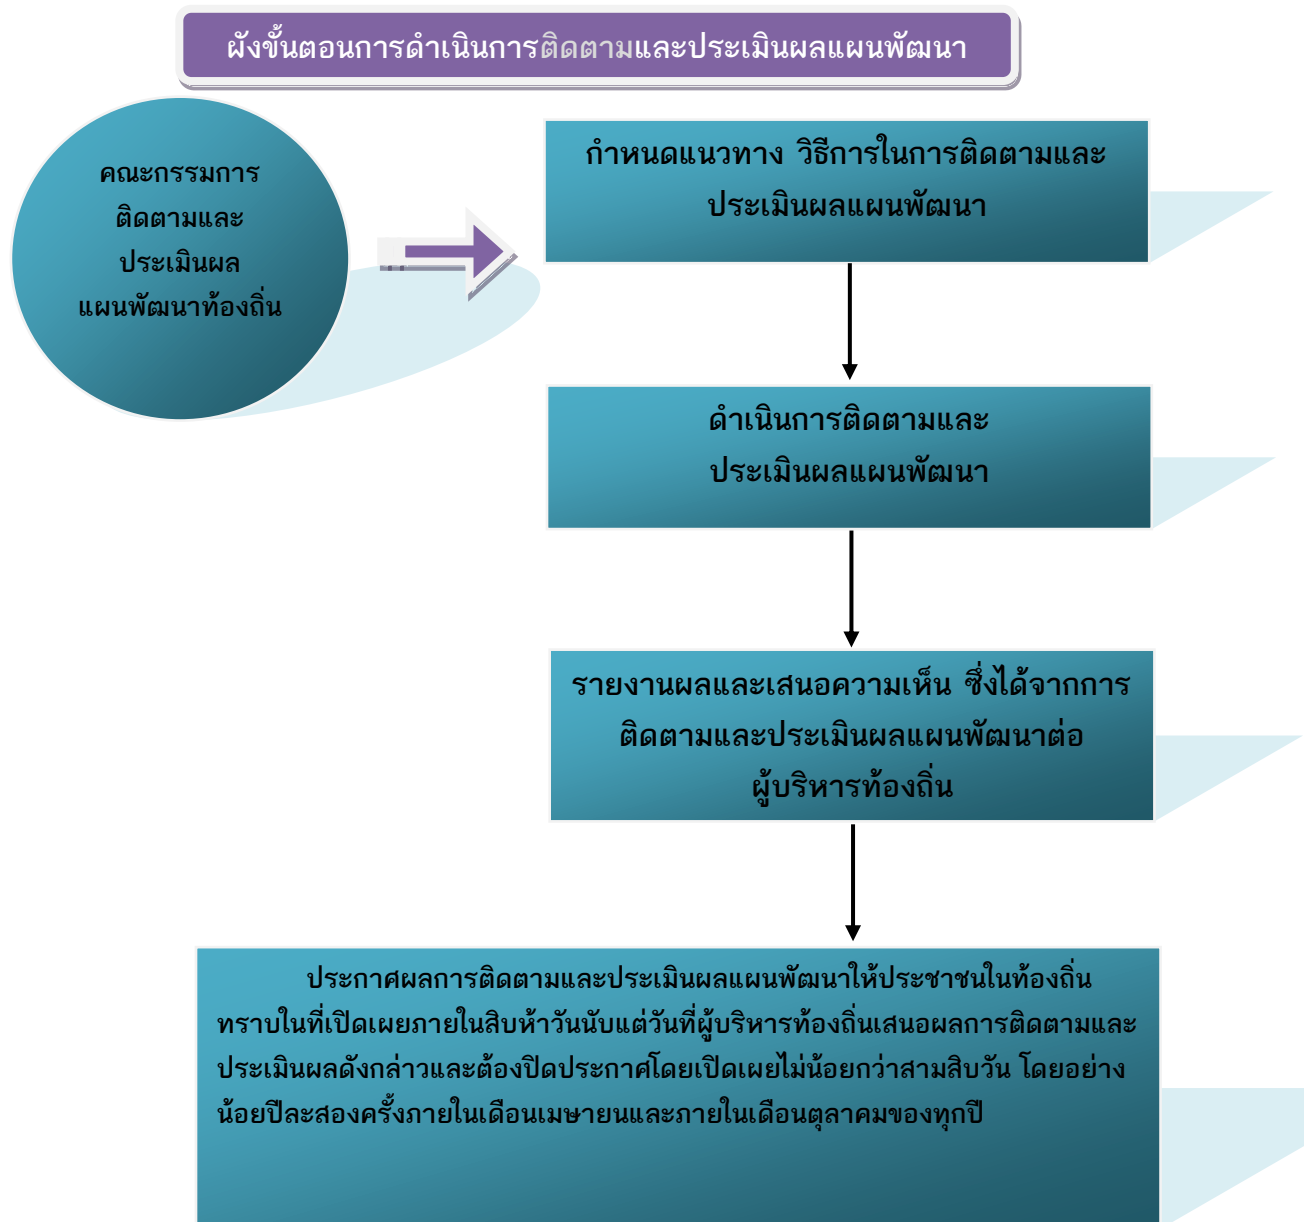 ผังขั้นตอนการดำเนินการติดตามและประเมินผลแผนพัฒนา
คณะกรรมการ
ติดตามและ
ประเมินผล
แผนพัฒนาท้องถิ่น
กำหนดแนวทาง วิธีการในการติดตามและ
ประเมินผลแผนพัฒนา
ดำเนินการติดตามและ
ประเมินผลแผนพัฒนา
รายงานผลและเสนอความเห็น ซึ่งได้จากการ
ติดตามและประเมินผลแผนพัฒนาต่อ
ผู้บริหารท้องถิ่น
ประกาศผลการติดตามและประเมินผลแผนพัฒนาให้ประชาชนในท้องถิ่น
ทราบในที่เปิดเผยภายในสิบห้าวันนับแต่วันที่ผู้บริหารท้องถิ่นเสนอผลการติดตามและ
ประเมินผลดังกล่าวและต้องปิดประกาศโดยเปิดเผยไม่น้อยกว่าสามสิบวัน โดยอย่าง
น้อยปีละสองครั้งภายในเดือนเมษายนและภายในเดือนตุลาคมของทุกปี